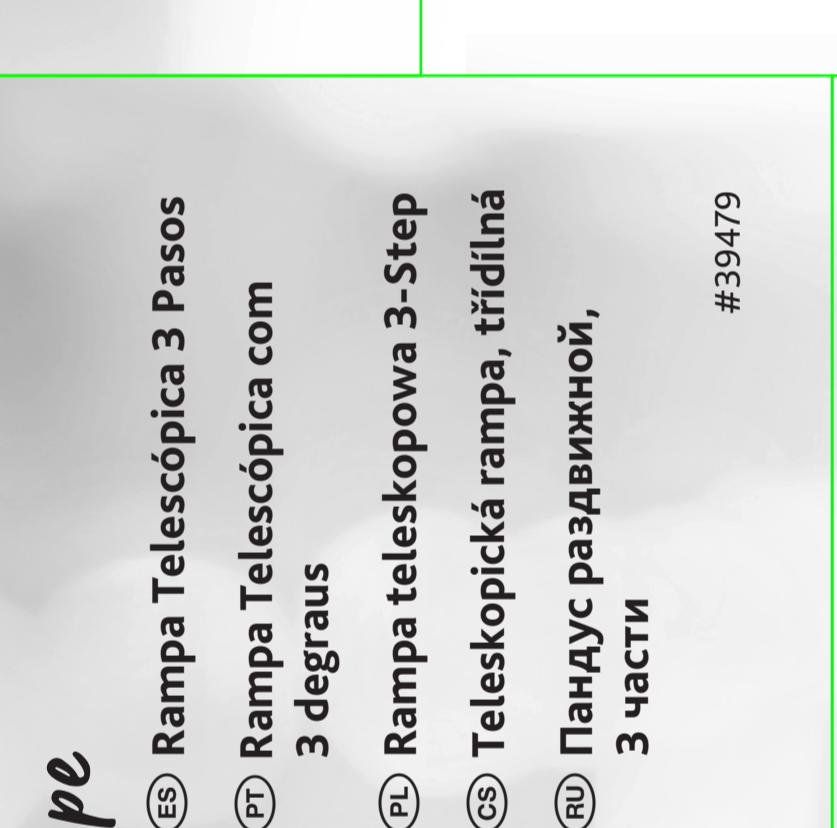 pe
ES Rampa Telescópica 3 Pasos
PT Rampa Telescópica com
3 degraus
PL Rampa teleskopowa 3-Step
CS Teleskopická rampa, třídílná
RU Пандус раздвижной,
3 части
#39479